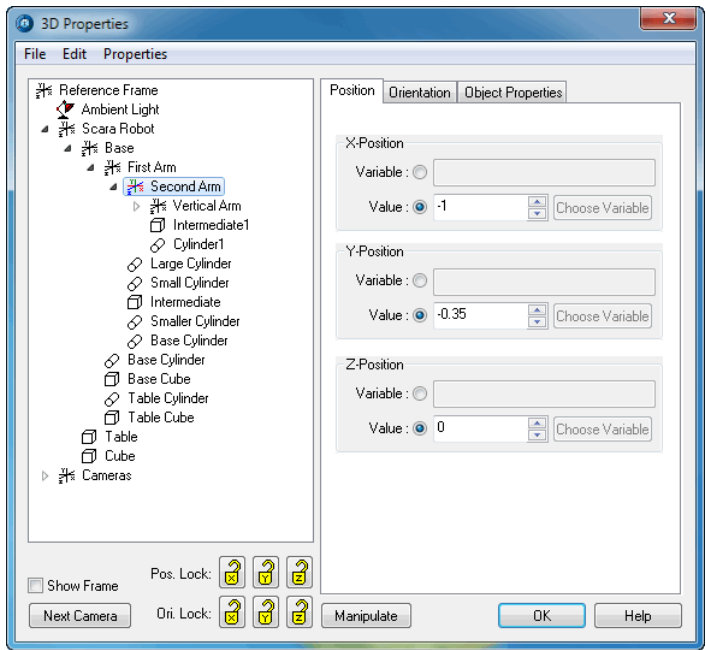 3D Properties
File Edit Properties
Reference Frame
Ambient Light
Scara Robot
Base
First Arm
Second Arm
Vertical Arm
Intermediate1
Cylinder1
Large Cylinder
Small Cylinder
Intermediate
Smaller Cylinder
Base Cylinder
Base Cylinder
Base Cube
Table Cylinder
Table Cube
Table
Cube
Cameras
Show Frame
Pos. Lock: X Y Z
Next Camera
Ori. Lock: X Y Z
Position Orientation Object Properties
X-Position
Variable :
Value : -1 Choose Variable
Y-Position
Variable :
Value : -0.35 Choose Variable
Z-Position
Variable :
Value : 0 Choose Variable
Manipulate OK Help